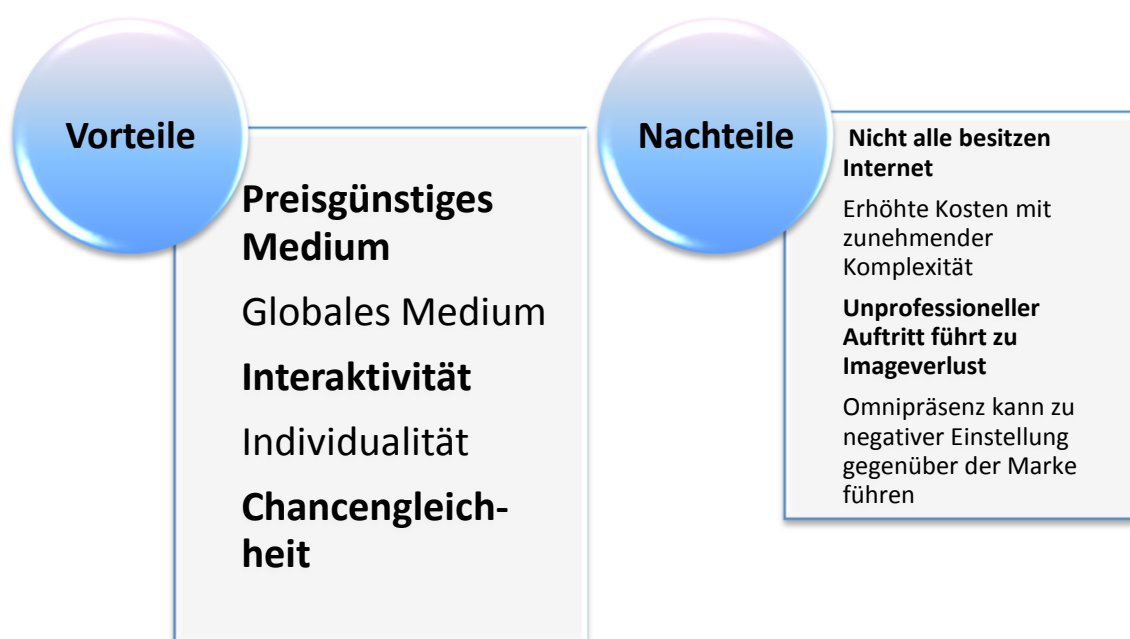 Vorteile
Preisgünstiges
Medium
Globales Medium
Interaktivität
Individualität
Chancengleich-
heit
Nachteile
Nicht alle besitzen
Internet
Erhöhte Kosten mit
zunehmender
Komplexität
Unprofessioneller
Auftritt führt zu
Imageverlust
Omnipräsenz kann zu
negativer Einstellung
gegenüber der Marke
führen